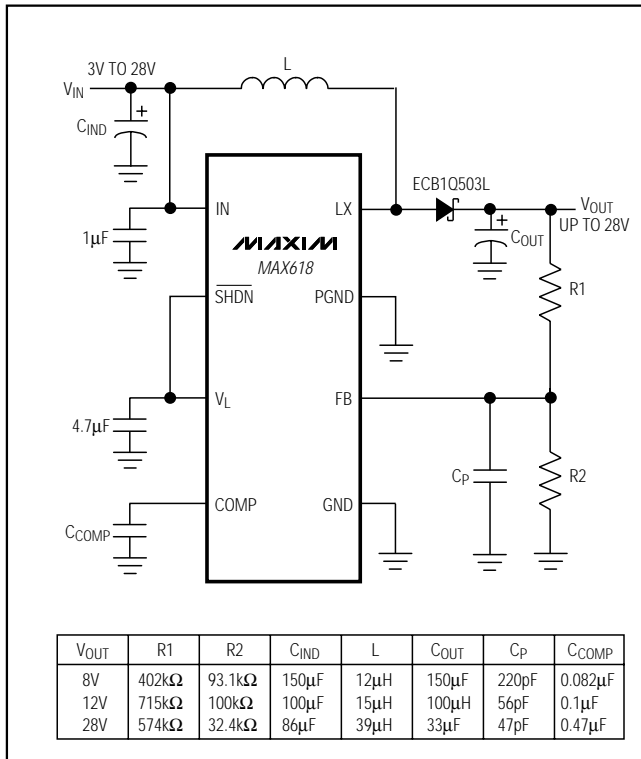 3V TO 28V
L
VIN
+
CIND
ECB1Q503L
IN
LX
VOUT
UP TO 28V
+
COUT
1µF
MAXIM
MAX618
R1
SHDN
PGND
VL
FB
4.7µF
CP
R2
COMP
GND
CCOMP
VOUT R1 R2 CIND L COUT CP CCOMP
8V 402kΩ 93.1kΩ 150µF 12µH 150µF 220pF 0.082µF
12V 715kΩ 100kΩ 100µF 15µH 100µH 56pF 0.1µF
28V 574kΩ 32.4kΩ 86µF 39µH 33µF 47pF 0.47µF